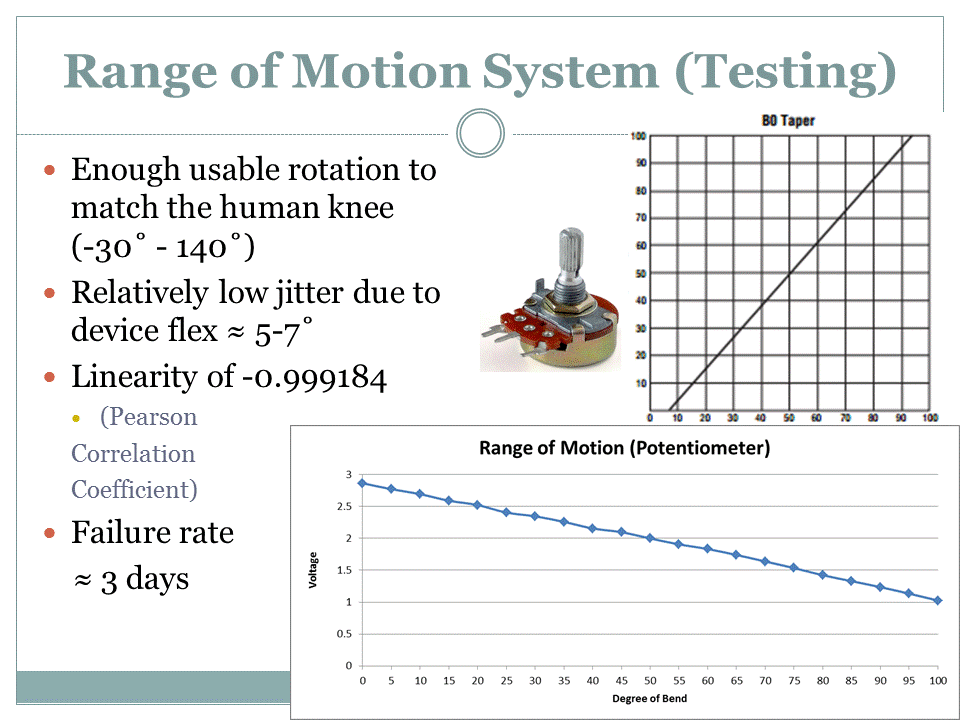 Range of Motion System (Testing)
• Enough usable rotation to
match the human knee
(-30˚ - 140˚)
• Relatively low jitter due to
device flex ≈ 5-7˚
• Linearity of -0.999184
• (Pearson
Correlation
Coefficient)
• Failure rate
≈ 3 days
B0 Taper
100
90
80
70
60
50
40
30
20
10
0 10 20 30 40 50 60 70 80 90 100
Range of Motion (Potentiometer)
Voltage
3
2.5
2
1.5
1
0.5
0
0 5 10 15 20 25 30 35 40 45 50 55 60 65 70 75 80 85 90 95 100
Degree of Bend